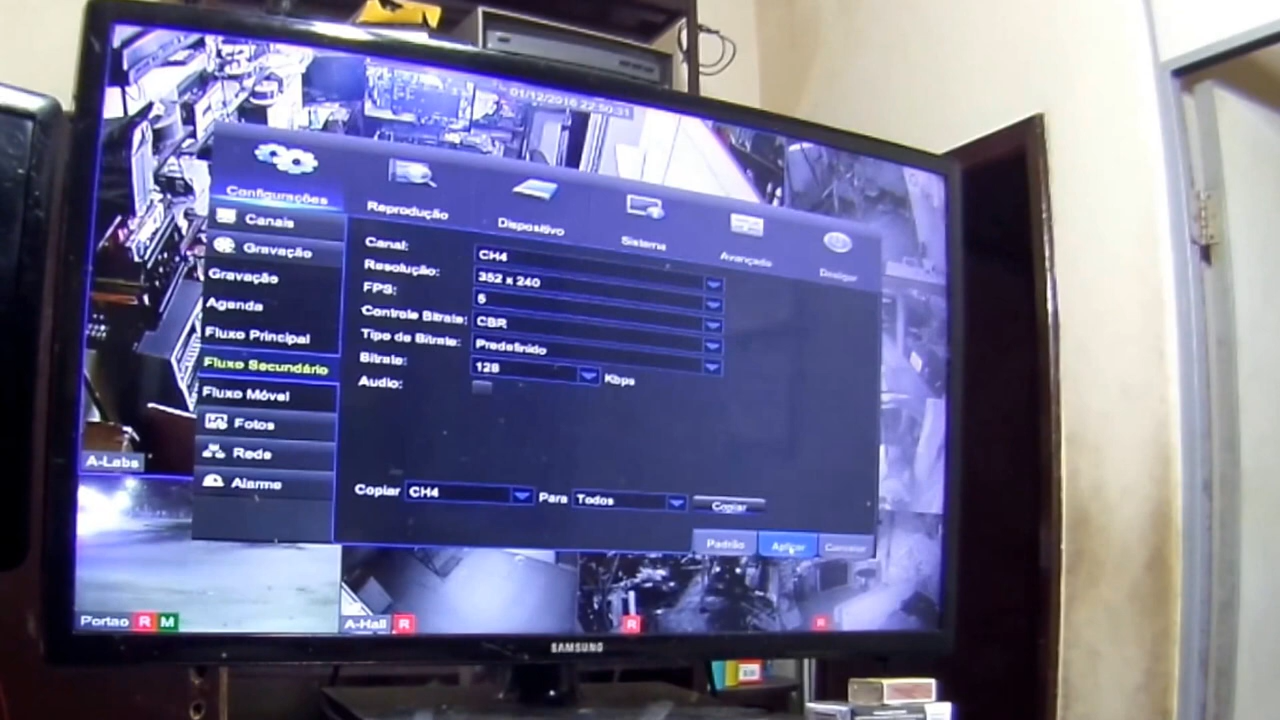 01/12/2016 22:50:31
Configurações
Reprodução
Dispositivo
Sistema
Avançado
Desligar
Canais
Gravação
Gravação
Agenda
Fluxo Principal
Fluxo Secundário
Fluxo Móvel
Fotos
Rede
Alarme
Canal: CH4
Resolução: 352 x 240
FPS: 5
Controle Bitrate: CBR
Tipo de Bitrate: Predefinido
Bitrate: 128 Kbps
Audio:
Copiar CH4 Para Todos Copiar
Padrão Aplicar Cancelar
A-Labs
Portao R M
A-Hall R
R
R
SAMSUNG